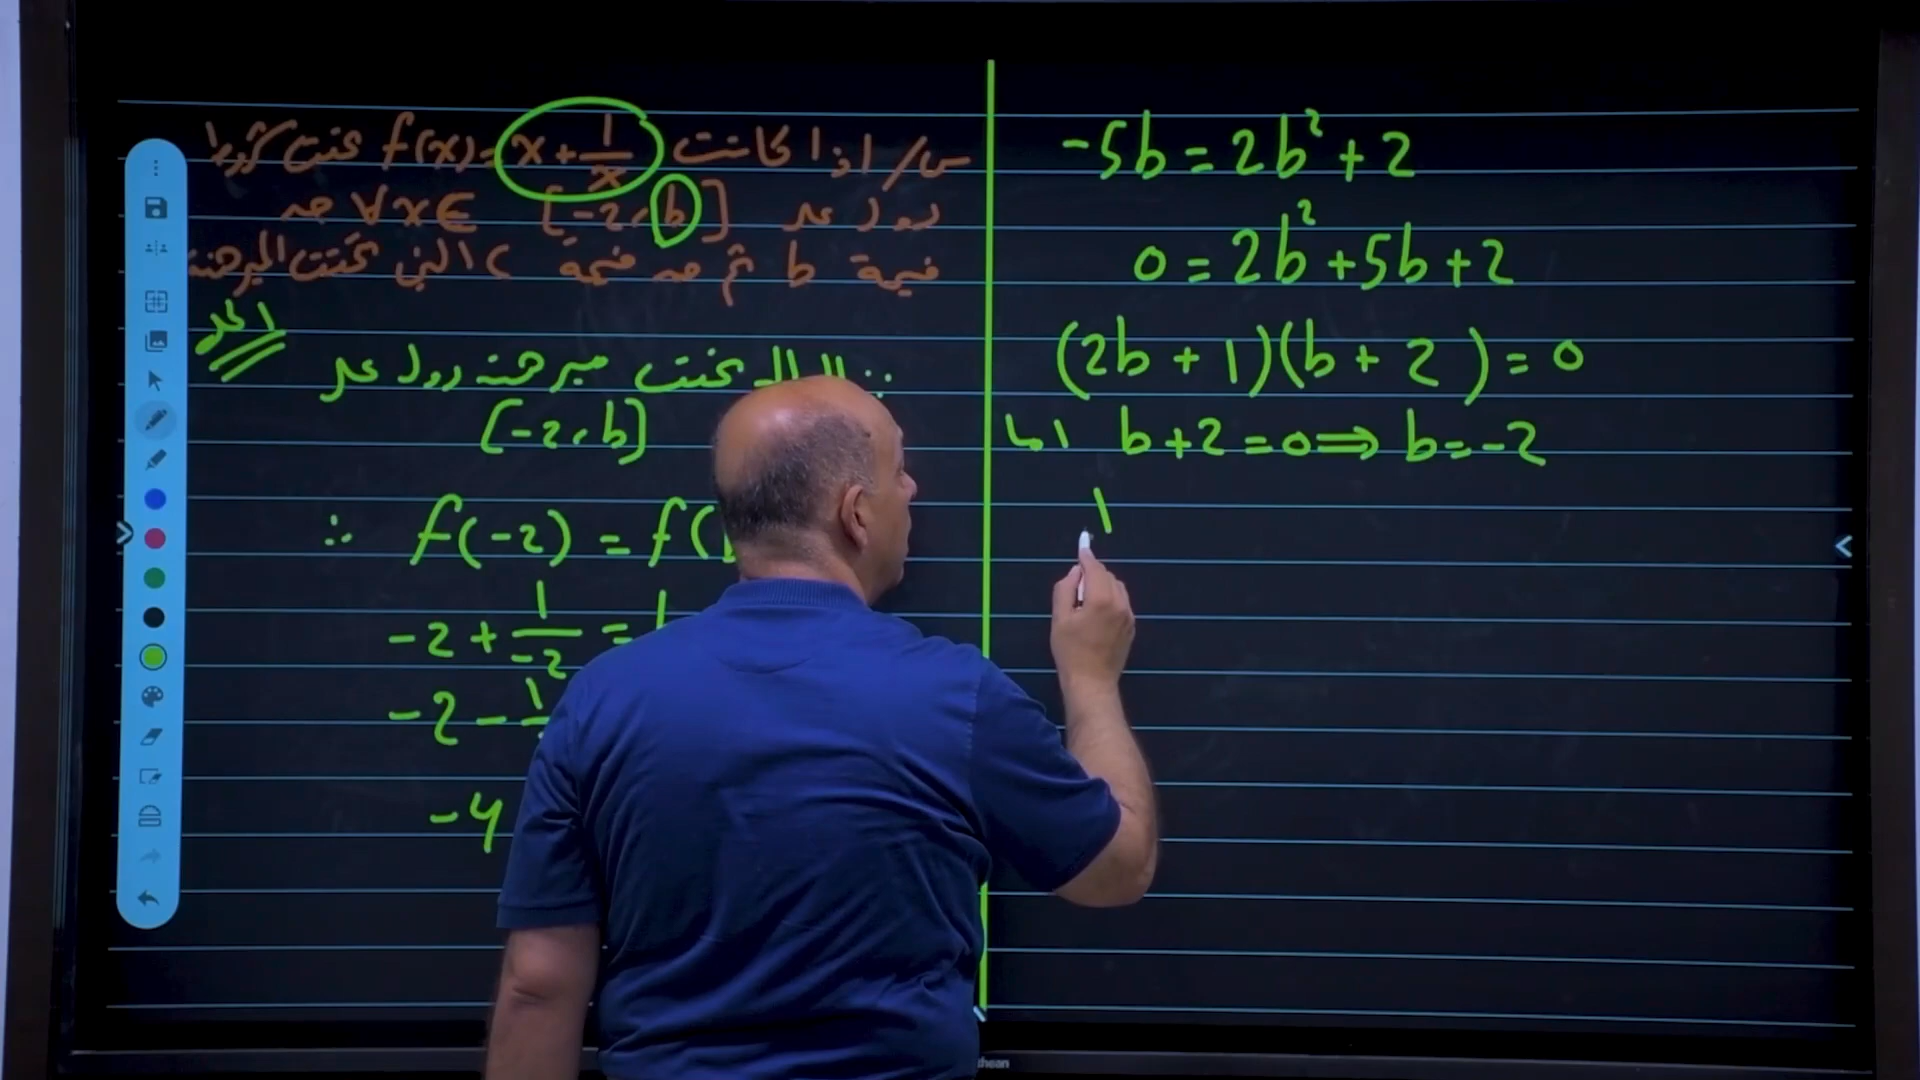 س/ اذا كانت f(x)=x+1/x تحقق
رول على [-2, b] ∀x∈ جد
قيمة b ثم جد قيمة c التي تحقق المبرهنة
الحل
∵ الدالة تحقق مبرهنة رول على
[-2, b]
∴ f(-2) = f(
-2 + 1/-2 =
-2 - 1
-4
-5b = 2b² + 2
0 = 2b² + 5b + 2
(2b + 1)(b + 2) = 0
اما b+2=0 ⟹ b=-2